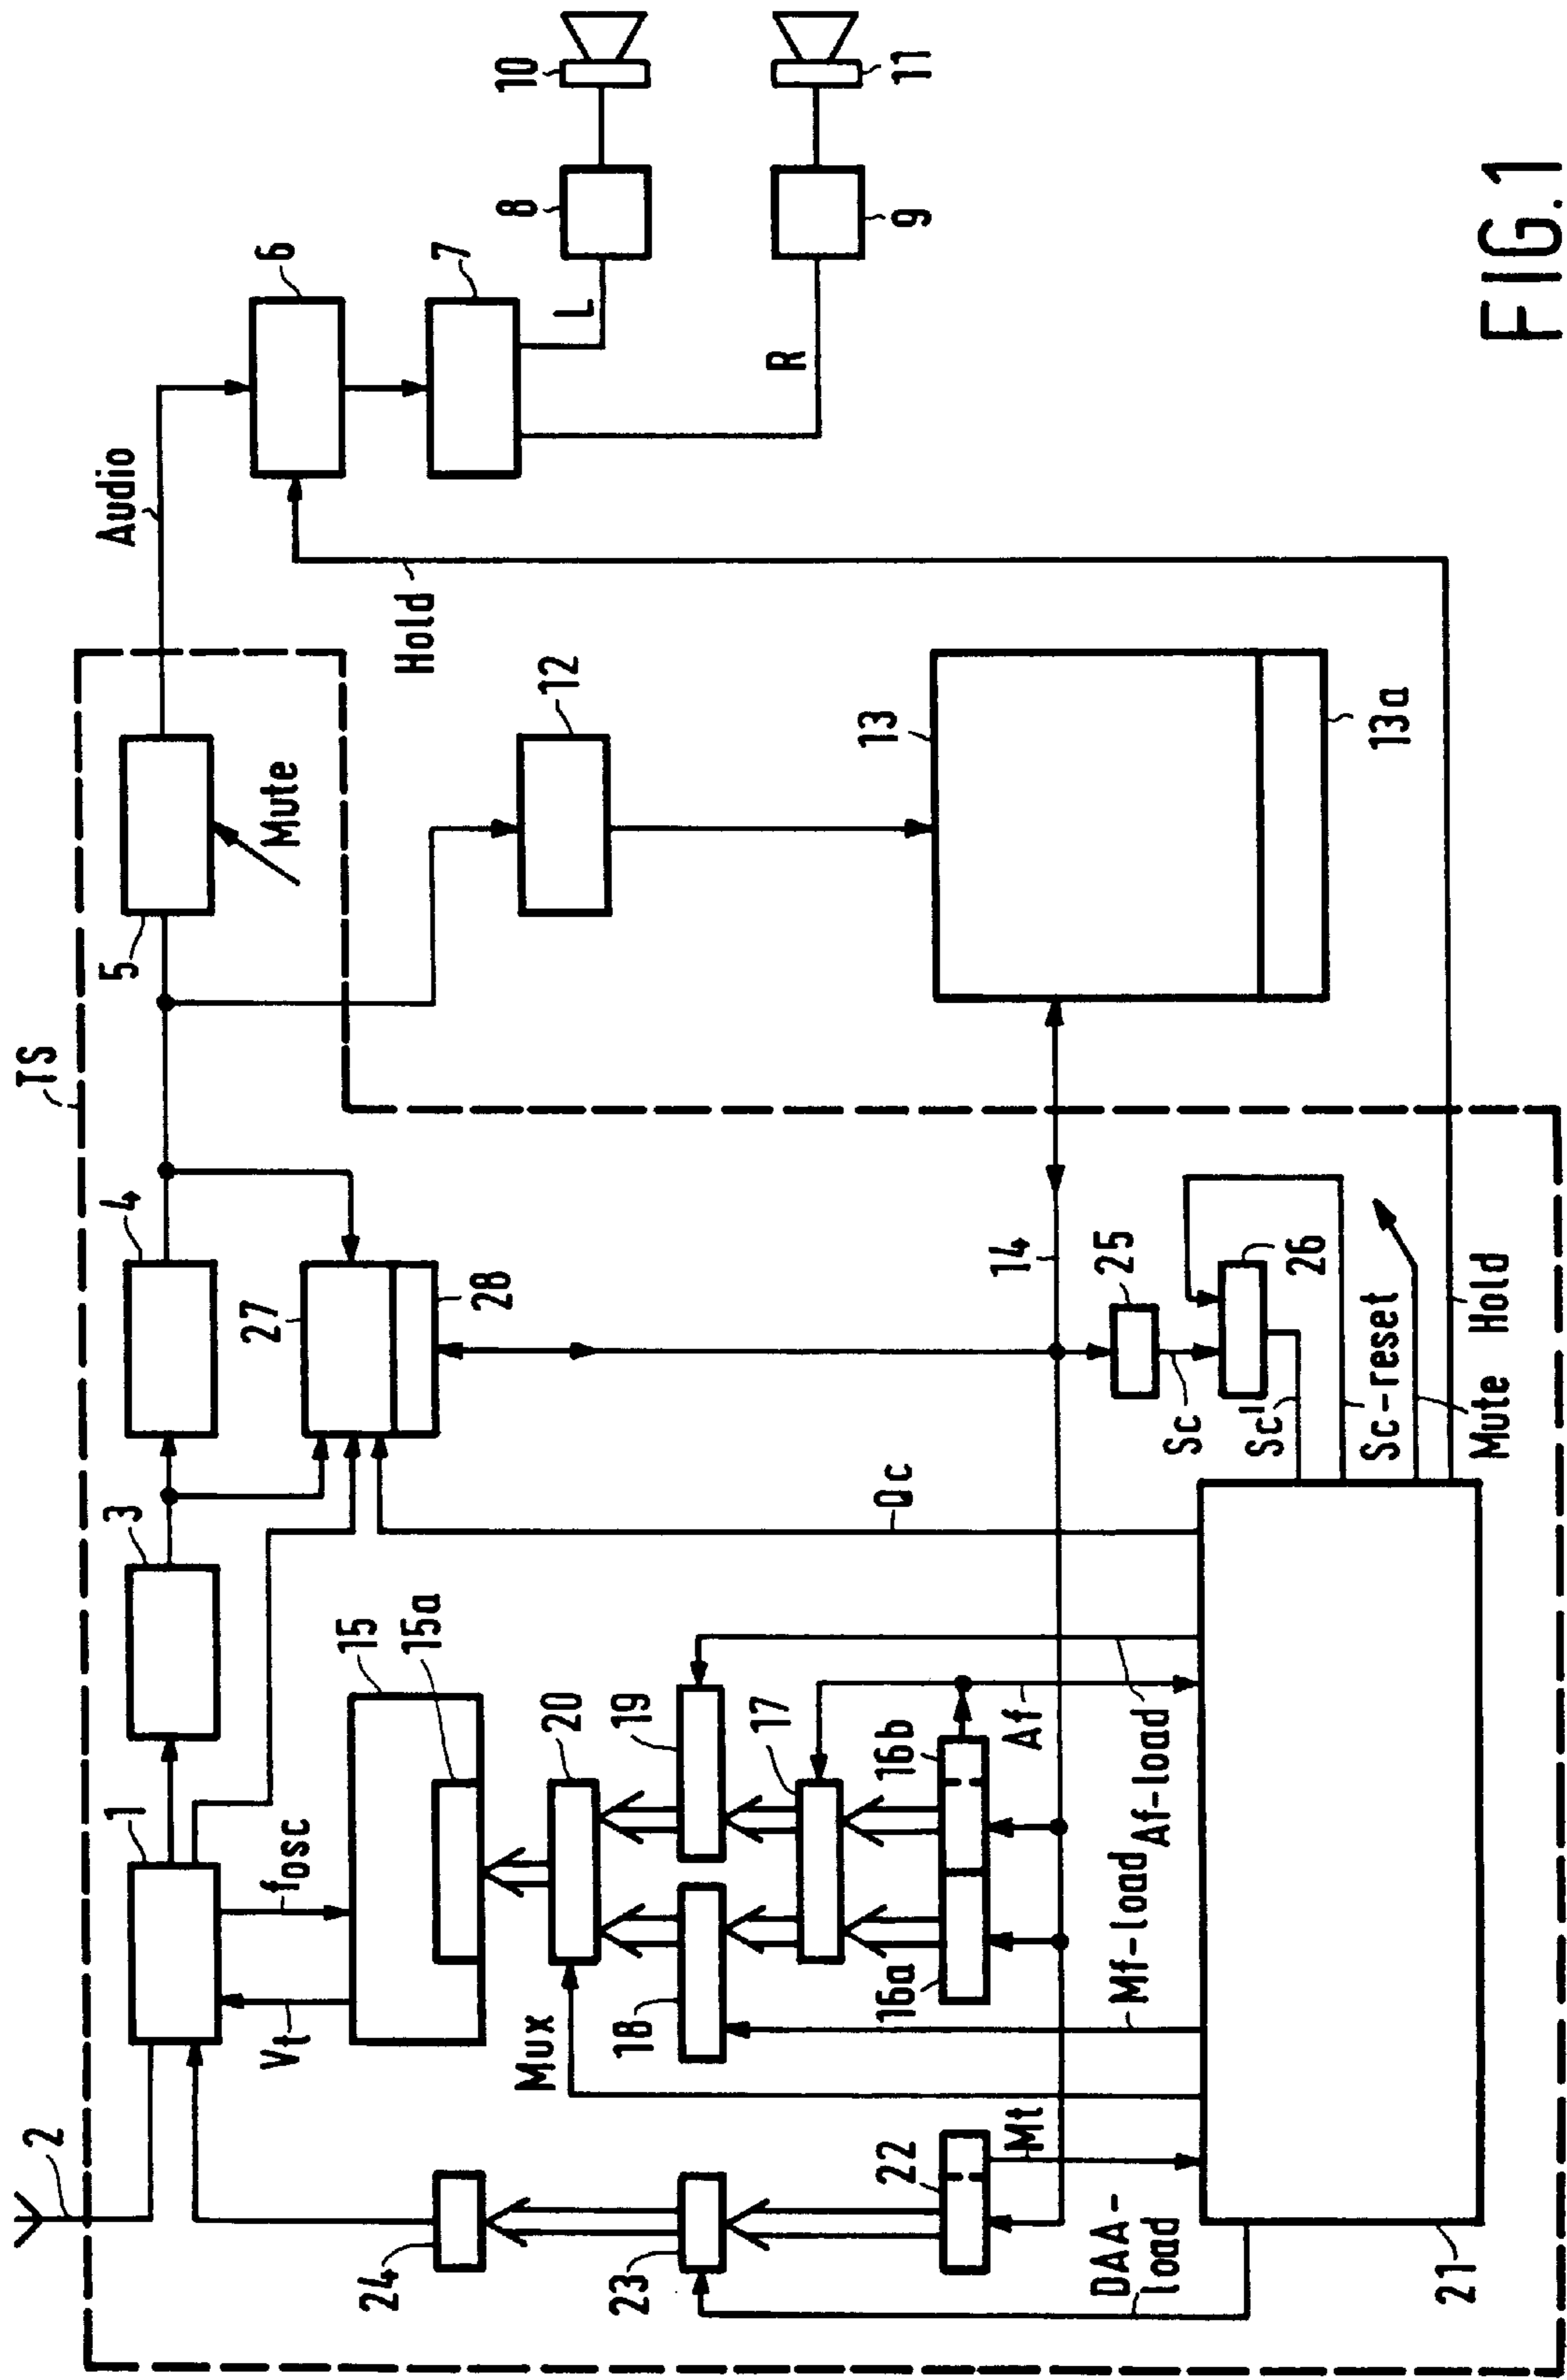 TS
2
1
3
4
5
Mute
Audio
6
7
L
R
8
9
10
11
Hold
12
13
13a
14
Vt
fosc
15
15a
27
28
Mux
20
18
19
17
16a
16b
Af
Mf-load
Af-load
Qc
24
23
22
Mt
DAA-
load
21
25
Sc
26
Sc'
Sc-reset
Mute
Hold
FIG.1